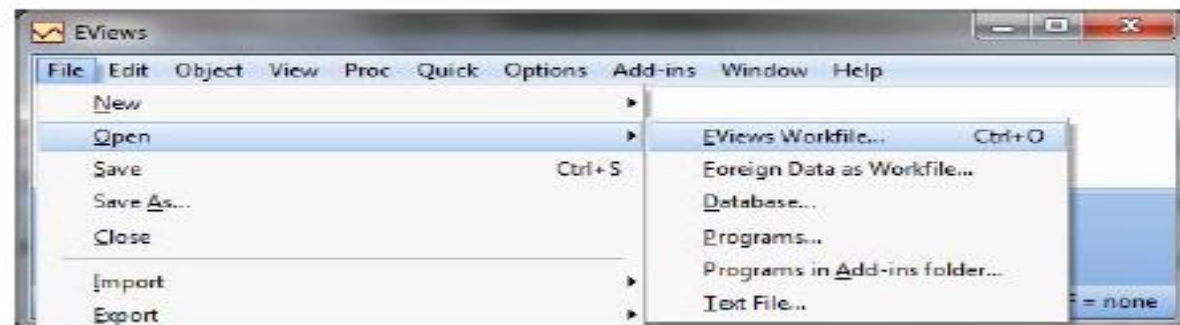 EViews
File Edit Object View Proc Quick Options Add-ins Window Help
New
Open
Save Ctrl+S
Save As...
Close
Import
Export
EViews Workfile... Ctrl+O
Foreign Data as Workfile...
Database...
Programs...
Programs in Add-ins folder...
Text File...
= none